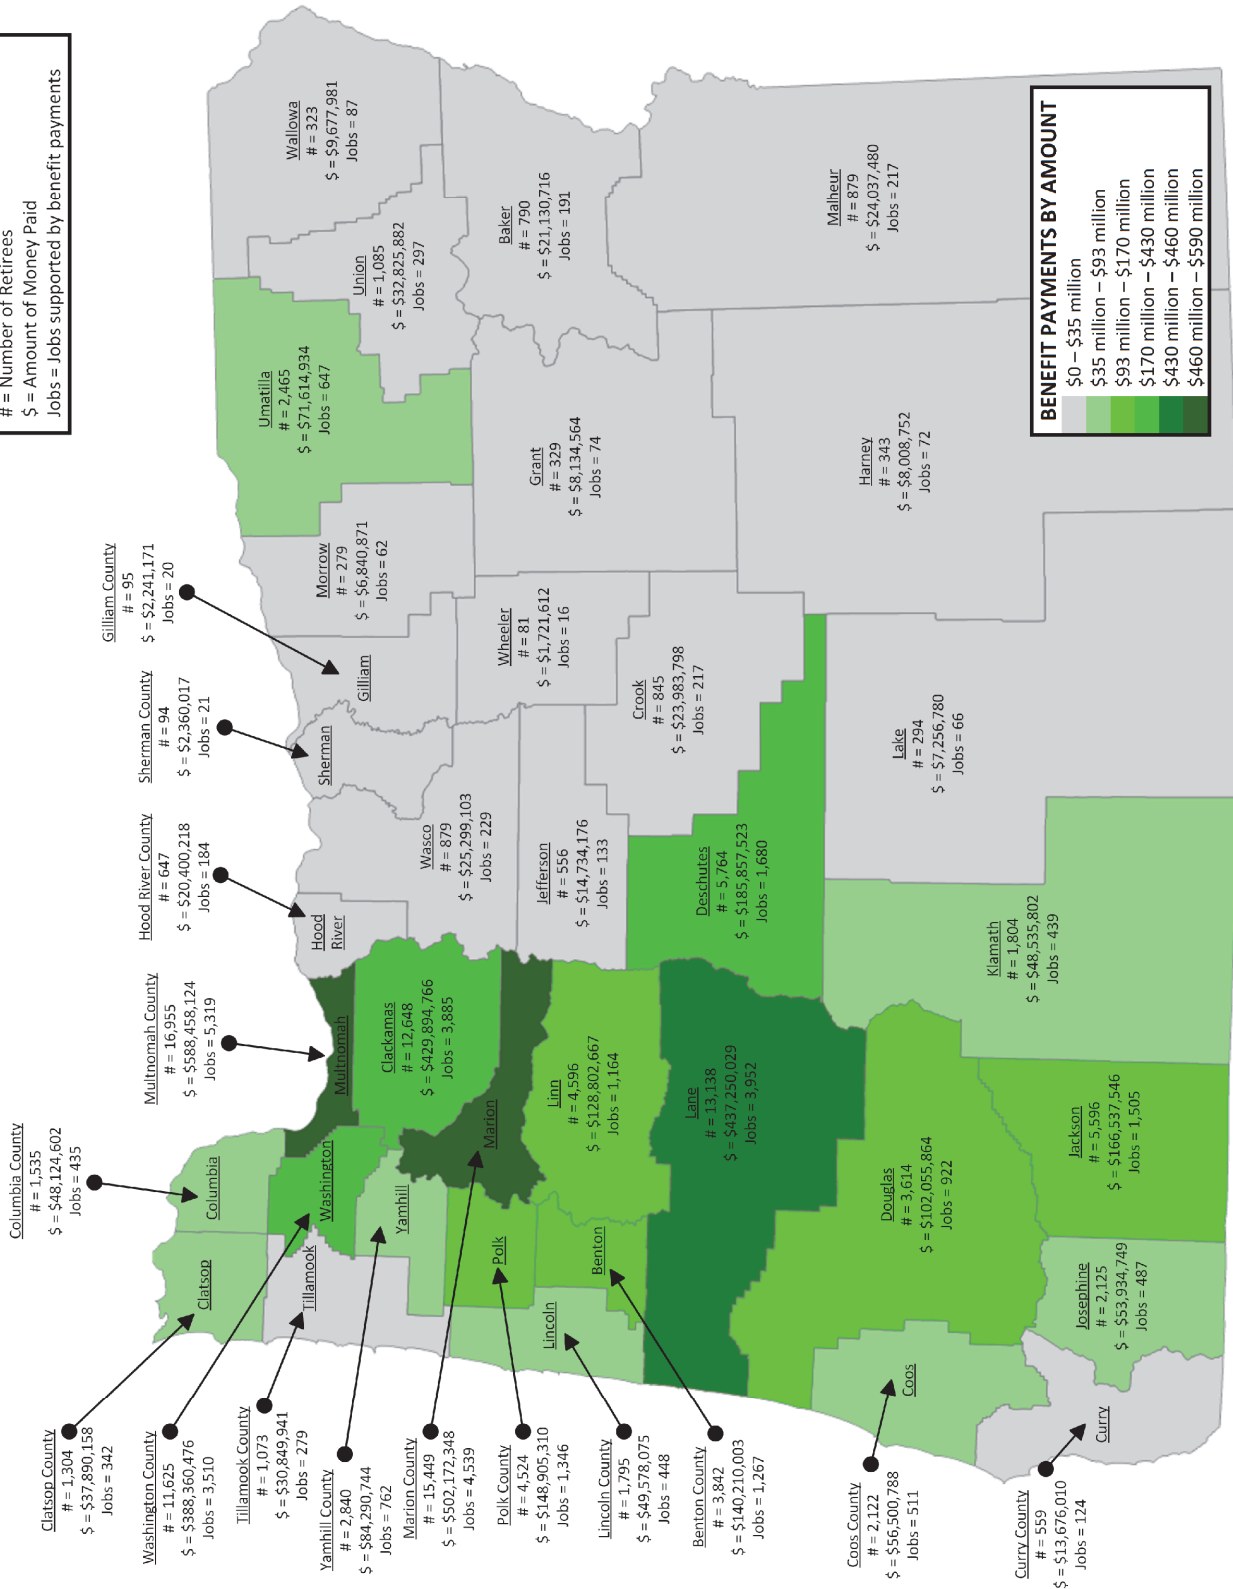 # = Number of Retirees
$ = Amount of Money Paid
Jobs = Jobs supported by benefit payments
Columbia County
# = 1,535
$ = $48,124,602
Jobs = 435
Multnomah County
# = 16,955
$ = $588,458,124
Jobs = 5,319
Hood River County
# = 647
$ = $20,400,218
Jobs = 184
Sherman County
# = 94
$ = $2,360,017
Jobs = 21
Gilliam County
# = 95
$ = $2,241,171
Jobs = 20
Clatsop County
# = 1,304
$ = $37,890,158
Jobs = 342
Washington County
# = 11,625
$ = $388,360,476
Jobs = 3,510
Tillamook County
# = 1,073
$ = $30,849,941
Jobs = 279
Yamhill County
# = 2,840
$ = $84,290,744
Jobs = 762
Marion County
# = 15,449
$ = $502,172,348
Jobs = 4,539
Polk County
# = 4,524
$ = $148,905,310
Jobs = 1,346
Lincoln County
# = 1,795
$ = $49,578,075
Jobs = 448
Benton County
# = 3,842
$ = $140,210,003
Jobs = 1,267
Coos County
# = 2,122
$ = $56,500,788
Jobs = 511
Curry County
# = 559
$ = $13,676,010
Jobs = 124
Clatsop
Columbia
Tillamook
Washington
Multnomah
Yamhill
Clackamas
# = 12,648
$ = $429,894,766
Jobs = 3,885
Marion
Polk
Lincoln
Benton
Linn
# = 4,596
$ = $128,802,667
Jobs = 1,164
Lane
# = 13,138
$ = $437,250,029
Jobs = 3,952
Douglas
# = 3,614
$ = $102,055,864
Jobs = 922
Coos
Curry
Josephine
# = 2,125
$ = $53,934,749
Jobs = 487
Jackson
# = 5,596
$ = $166,537,546
Jobs = 1,505
Klamath
# = 1,804
$ = $48,535,802
Jobs = 439
Hood
River
Wasco
# = 879
$ = $25,299,103
Jobs = 229
Sherman
Gilliam
Jefferson
# = 556
$ = $14,734,176
Jobs = 133
Deschutes
# = 5,764
$ = $185,857,523
Jobs = 1,680
Crook
# = 845
$ = $23,983,798
Jobs = 217
Wheeler
# = 81
$ = $1,721,612
Jobs = 16
Morrow
# = 279
$ = $6,840,871
Jobs = 62
Umatilla
# = 2,465
$ = $71,614,934
Jobs = 647
Union
# = 1,085
$ = $32,825,882
Jobs = 297
Wallowa
# = 323
$ = $9,677,981
Jobs = 87
Baker
# = 790
$ = $21,130,716
Jobs = 191
Grant
# = 329
$ = $8,134,564
Jobs = 74
Lake
# = 294
$ = $7,256,780
Jobs = 66
Harney
# = 343
$ = $8,008,752
Jobs = 72
Malheur
# = 879
$ = $24,037,480
Jobs = 217
BENEFIT PAYMENTS BY AMOUNT
$0 – $35 million
$35 million – $93 million
$93 million – $170 million
$170 million – $430 million
$430 million – $460 million
$460 million – $590 million